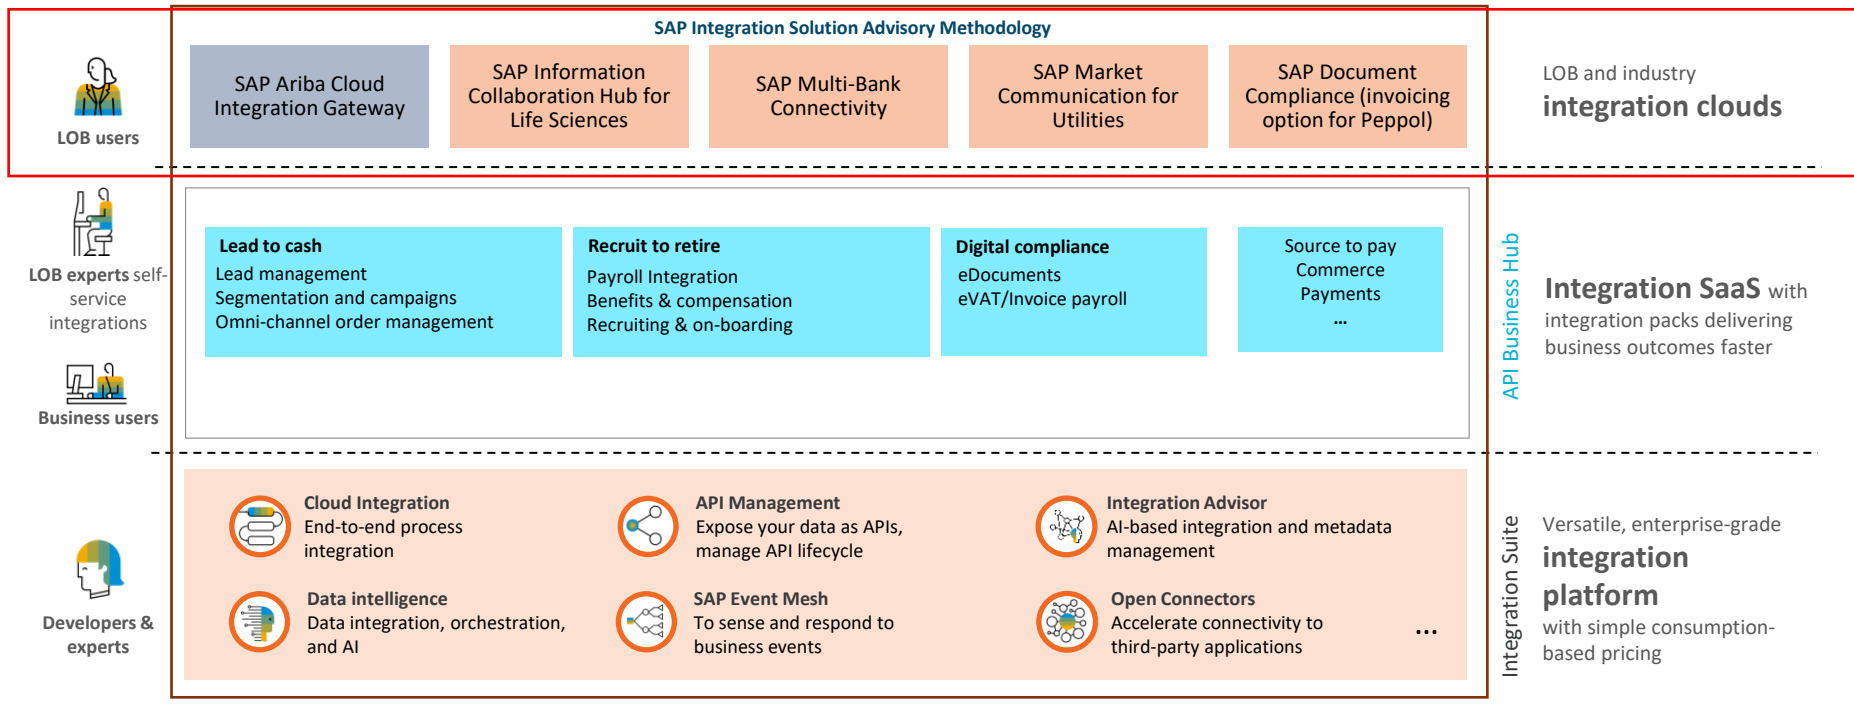 SAP Integration Solution Advisory Methodology
LOB users
SAP Ariba Cloud
Integration Gateway
SAP Information
Collaboration Hub for
Life Sciences
SAP Multi-Bank
Connectivity
SAP Market
Communication for
Utilities
SAP Document
Compliance (invoicing
option for Peppol)
LOB and industry
integration clouds
LOB experts self-
service
integrations
Business users
Lead to cash
Lead management
Segmentation and campaigns
Omni-channel order management
Recruit to retire
Payroll Integration
Benefits & compensation
Recruiting & on-boarding
Digital compliance
eDocuments
eVAT/Invoice payroll
Source to pay
Commerce
Payments
...
API Business Hub
Integration SaaS with
integration packs delivering
business outcomes faster
Developers &
experts
Cloud Integration
End-to-end process
integration
API Management
Expose your data as APIs,
manage API lifecycle
Integration Advisor
AI-based integration and metadata
management
Data intelligence
Data integration, orchestration,
and AI
SAP Event Mesh
To sense and respond to
business events
Open Connectors
Accelerate connectivity to
third-party applications
...
Integration Suite
Versatile, enterprise-grade
integration
platform
with simple consumption-
based pricing